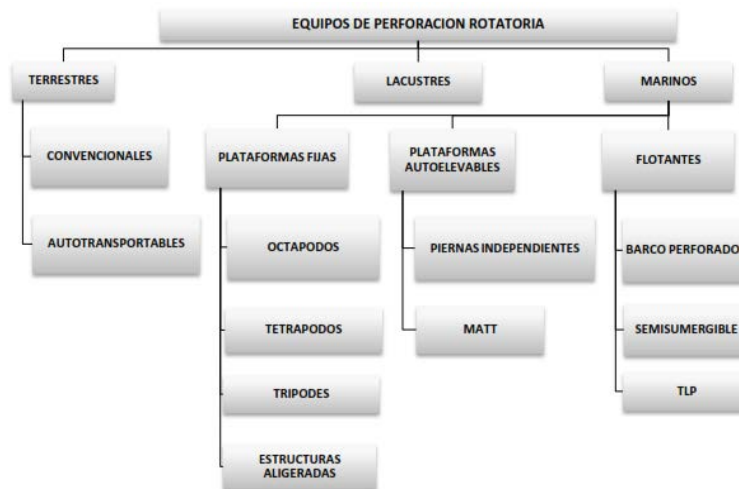 EQUIPOS DE PERFORACION ROTATORIA
TERRESTRES
LACUSTRES
MARINOS
CONVENCIONALES
AUTOTRANSPORTABLES
PLATAFORMAS FIJAS
OCTAPODOS
TETRAPODOS
TRIPODES
ESTRUCTURAS
ALIGERADAS
PLATAFORMAS
AUTOELEVABLES
PIERNAS INDEPENDIENTES
MATT
FLOTANTES
BARCO PERFORADO
SEMISUMERGIBLE
TLP